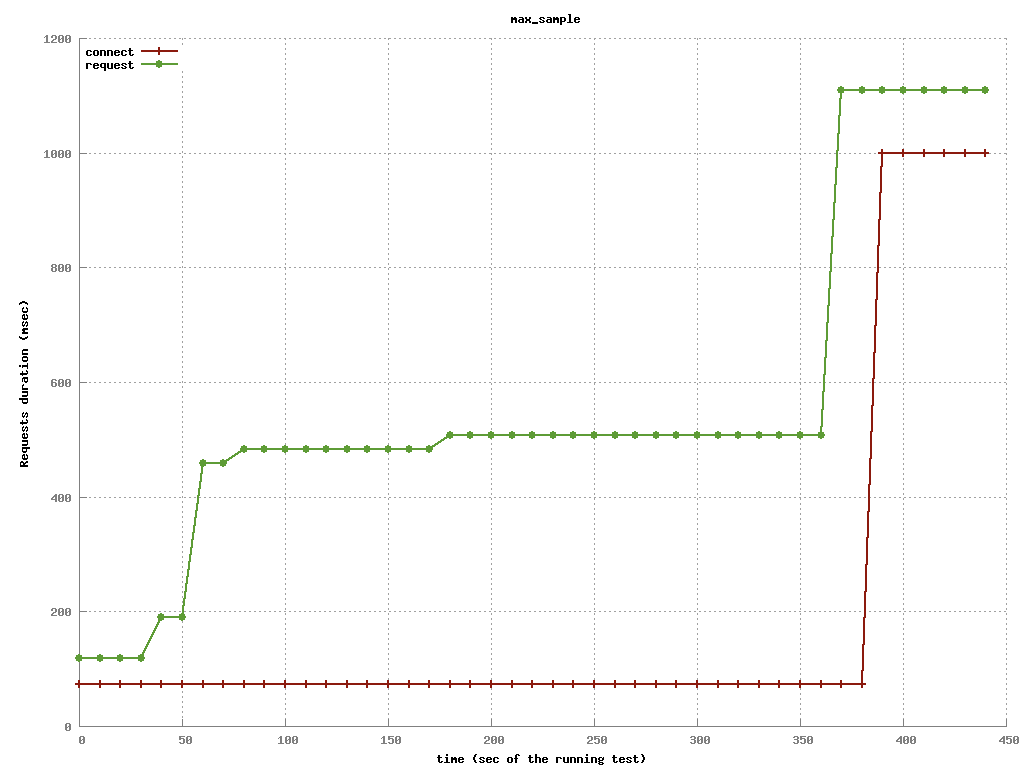 max_sample
1200
connect
request
1000
800
Requests duration (msec)
600
400
200
0
0 50 100 150 200 250 300 350 400 450
time (sec of the running test)